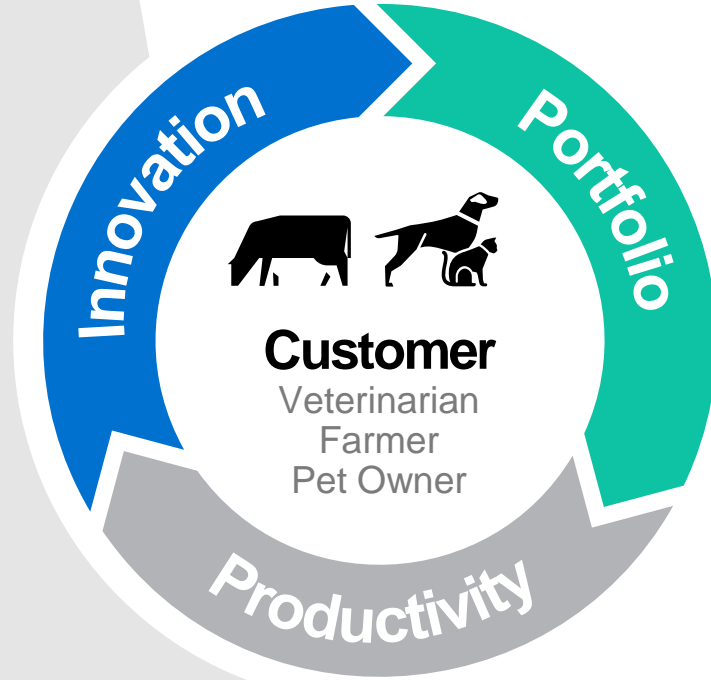 Innovation
Portfolio
Customer
Veterinarian
Farmer
Pet Owner
Productivity